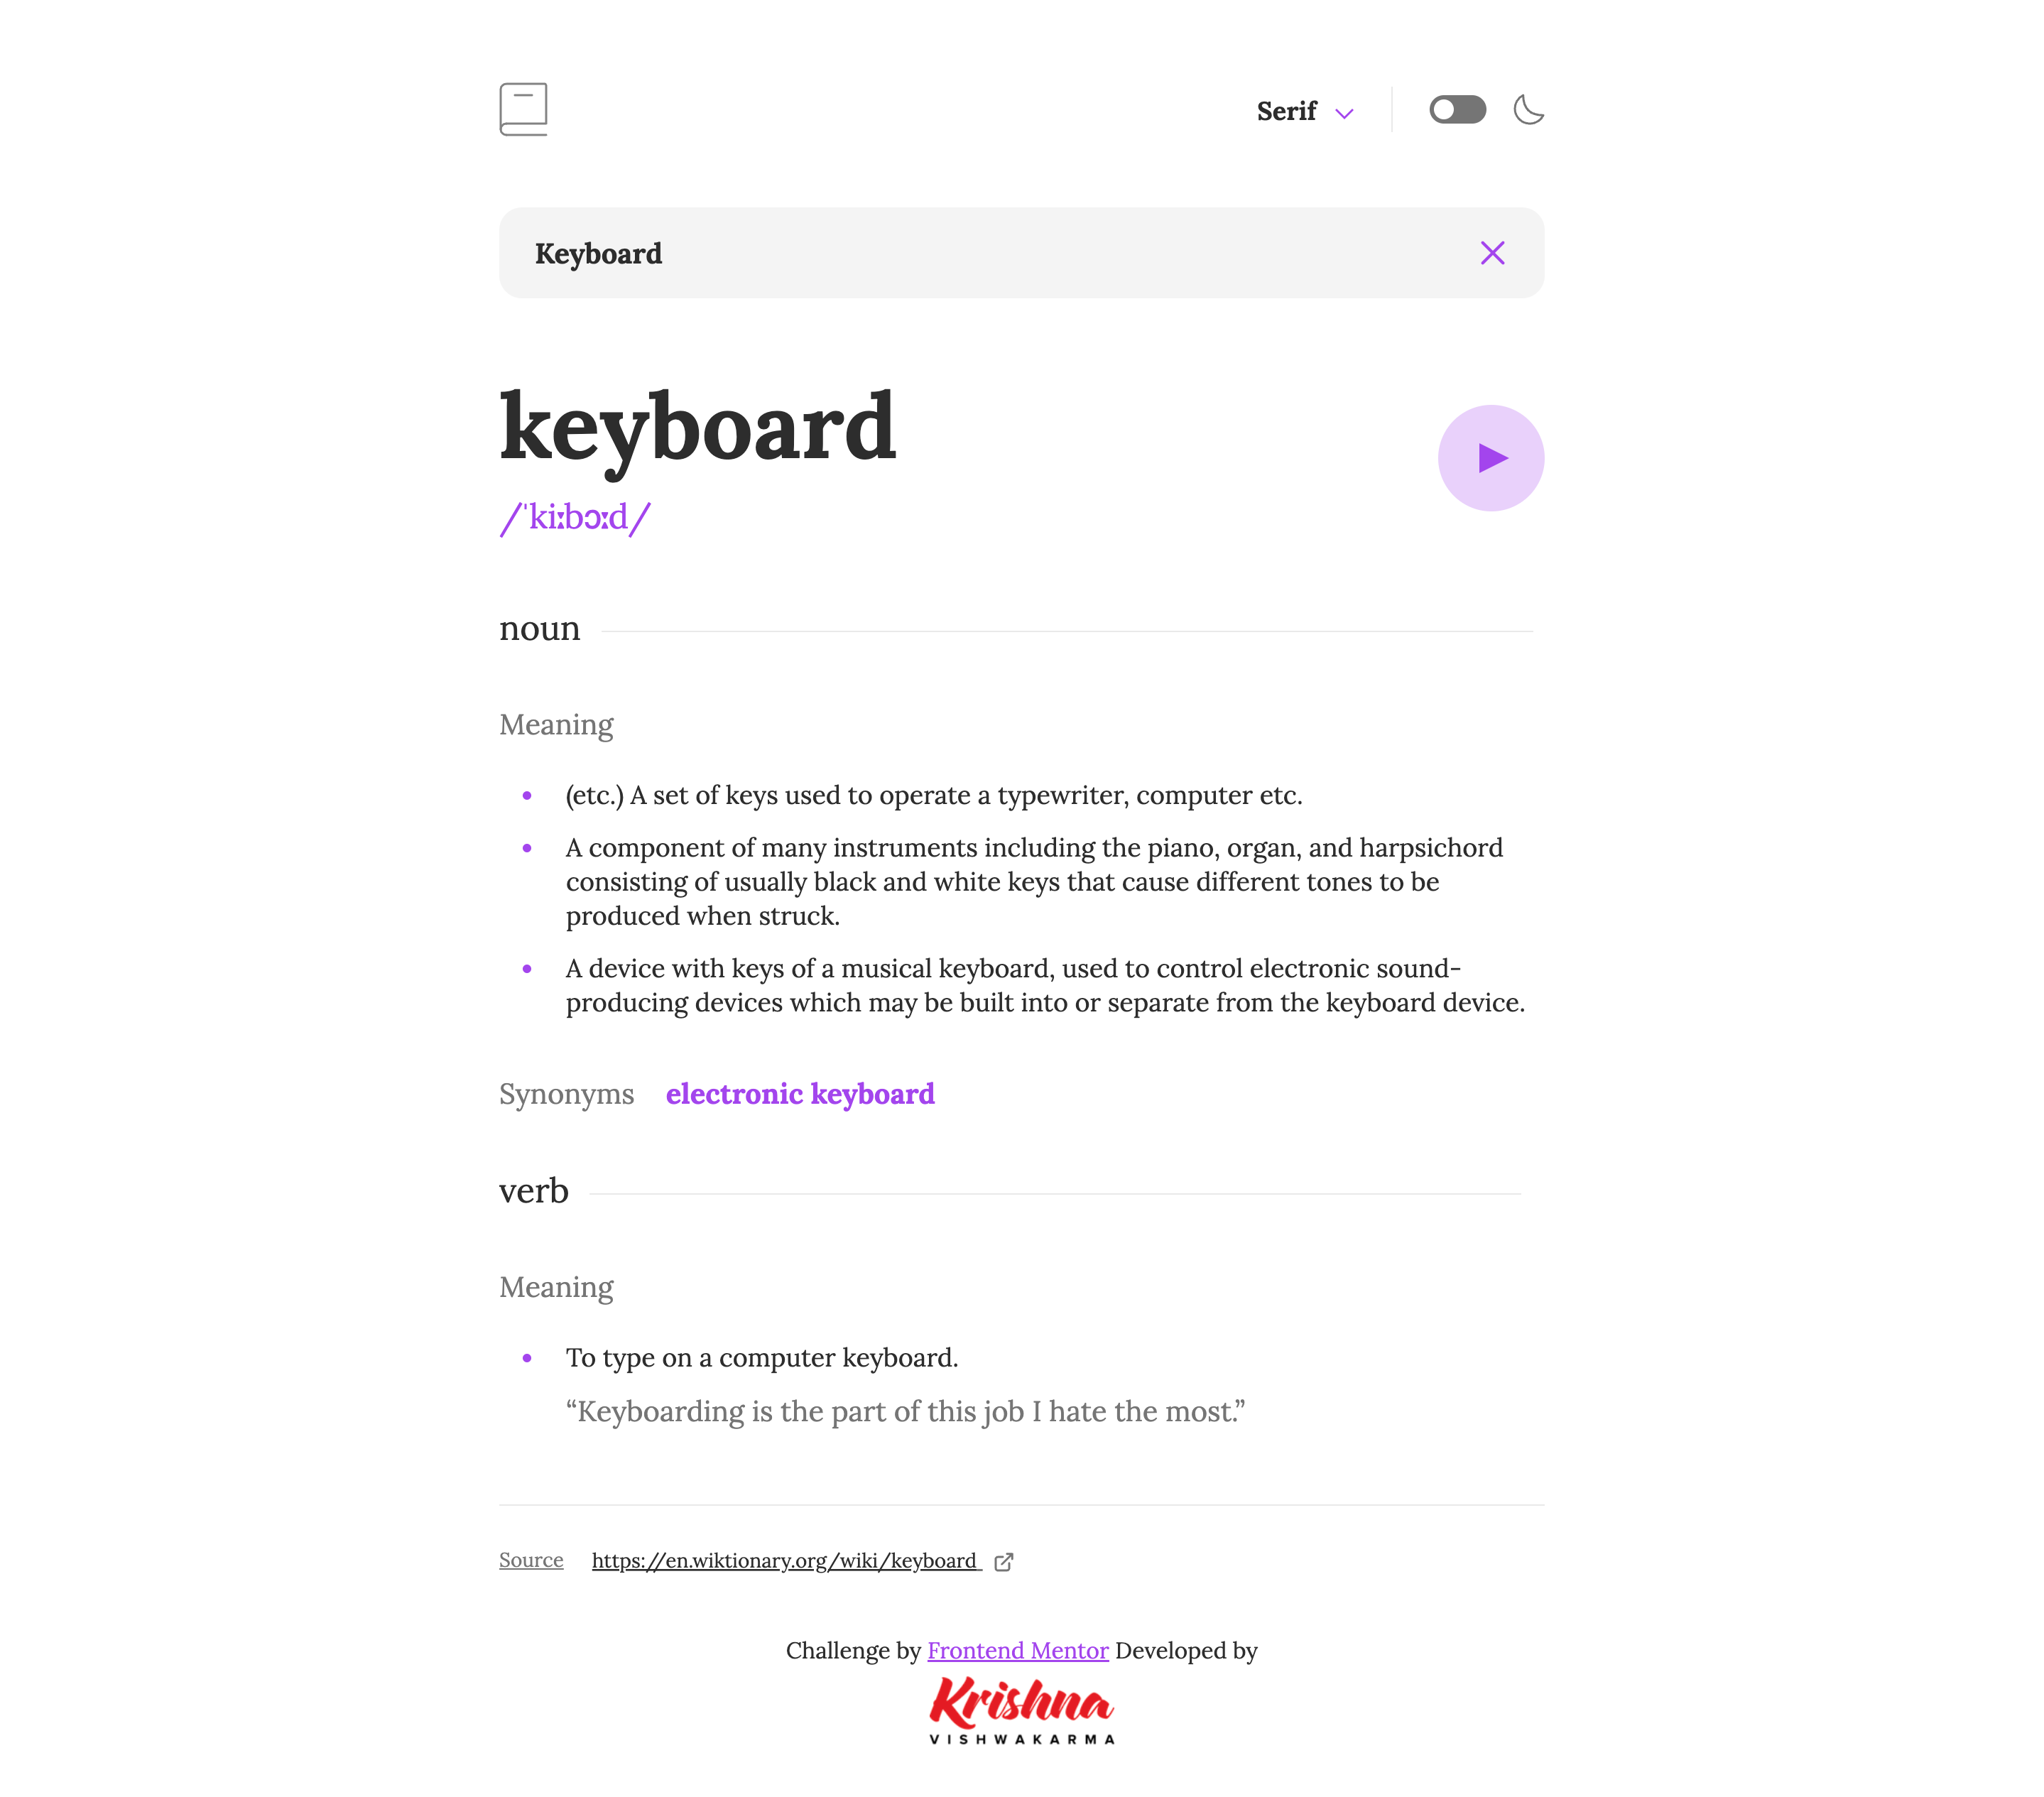 Serif
Keyboard
keyboard
/ˈkiːbɔːd/
noun
Meaning
(etc.) A set of keys used to operate a typewriter, computer etc.
A component of many instruments including the piano, organ, and harpsichord
consisting of usually black and white keys that cause different tones to be
produced when struck.
A device with keys of a musical keyboard, used to control electronic sound-
producing devices which may be built into or separate from the keyboard device.
Synonyms electronic keyboard
verb
Meaning
To type on a computer keyboard.
“Keyboarding is the part of this job I hate the most.”
Source https://en.wiktionary.org/wiki/keyboard
Challenge by Frontend Mentor Developed by
Krishna
VISHWAKARMA